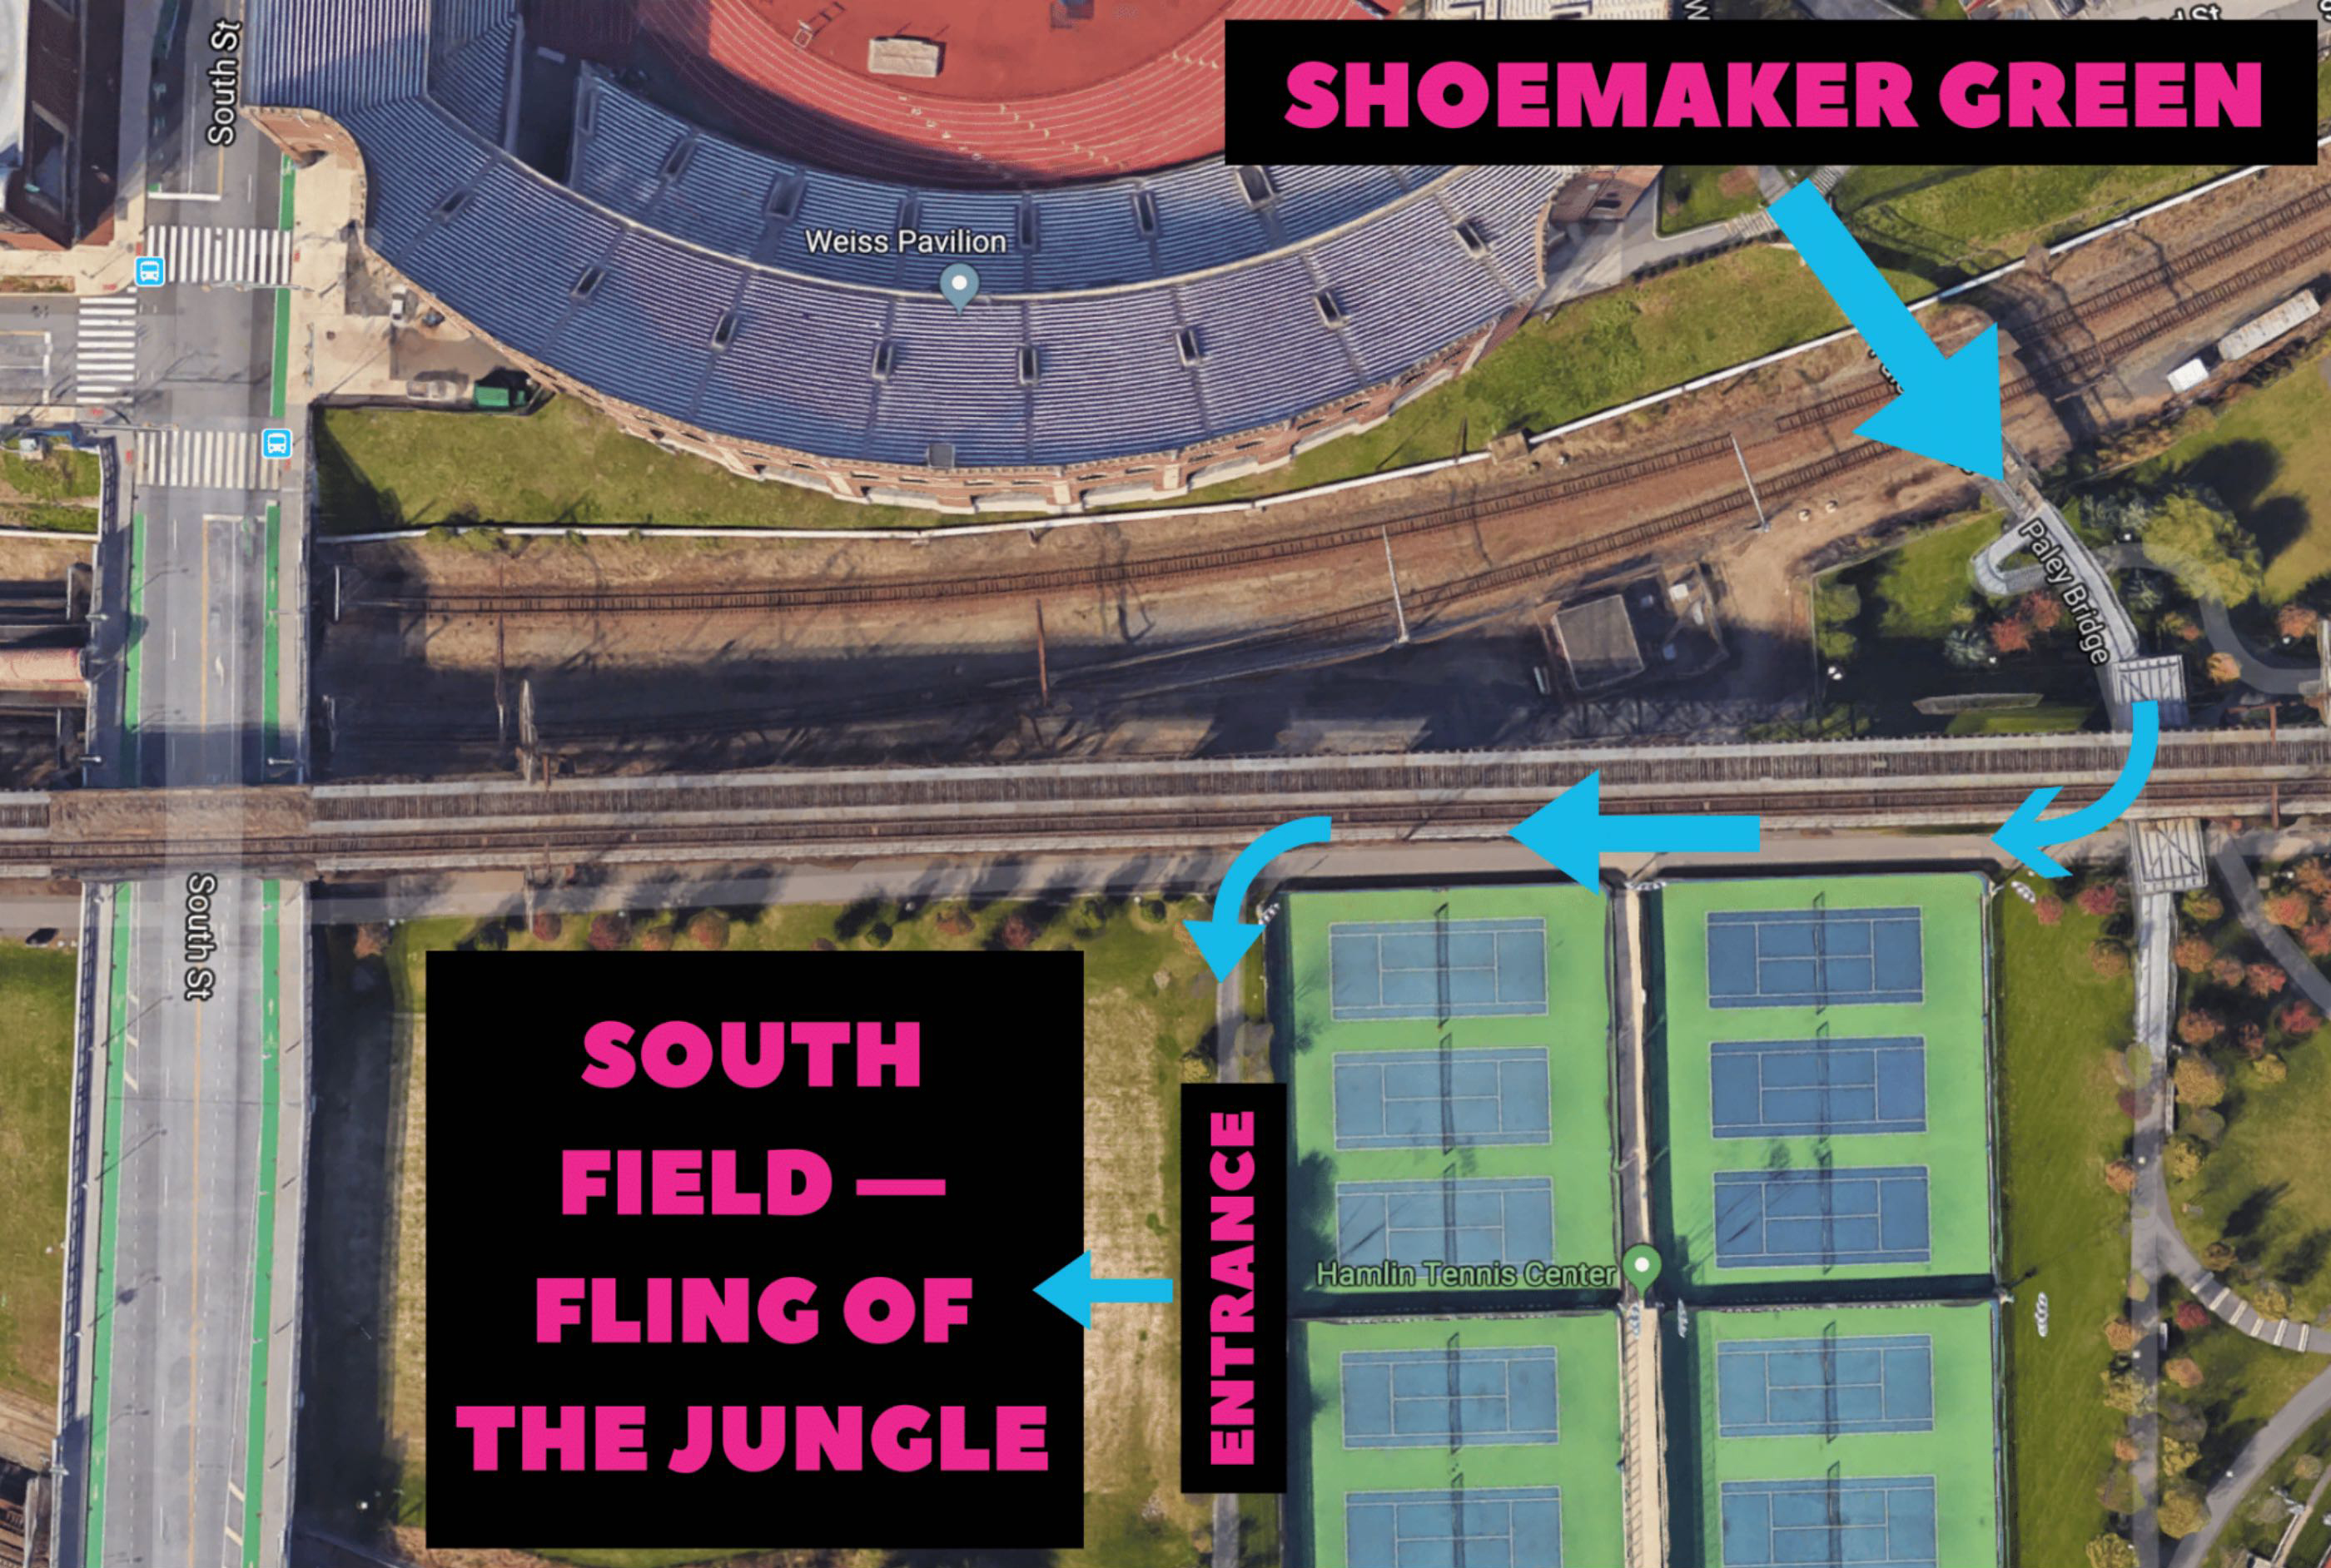 South St
SHOEMAKER GREEN
Weiss Pavilion
Paley Bridge
South St
SOUTH
FIELD —
FLING OF
THE JUNGLE
ENTRANCE
Hamlin Tennis Center